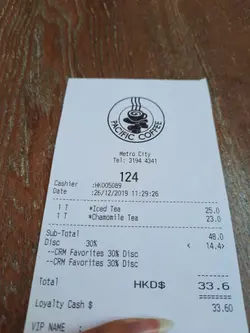 PACIFIC COFFEE
Metro City
Tel: 3194 4341
124
Cashier :HK005089
Date :26/12/2019 11:29:26
1 T *Iced Tea 25.0
1 T *Chamomile Tea 23.0
Sub-Total 48.0
Disc 30% < 14.4>
--CRM Favorites 30% Disc
--CRM Favorites 30% Disc
Total HKD$ 33.6
Loyalty Cash $ 33.60
VIP NAME :